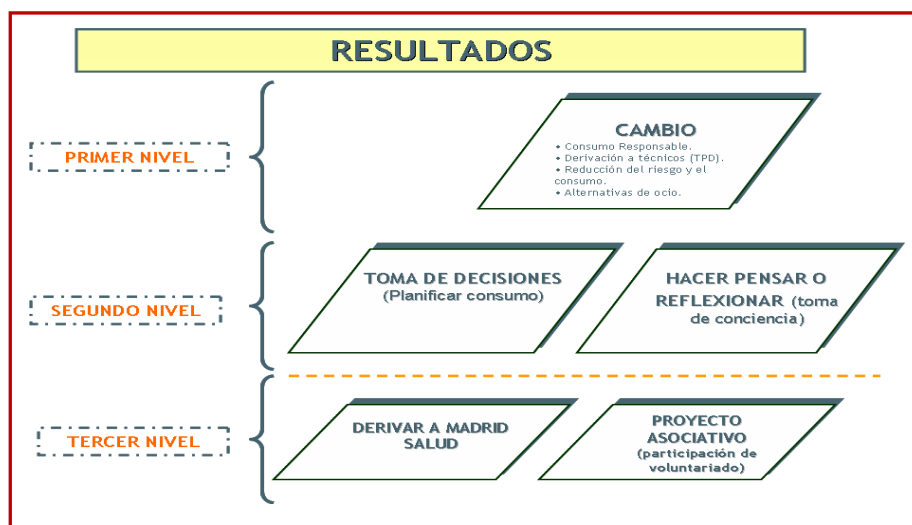 RESULTADOS
PRIMER NIVEL
CAMBIO
• Consumo Responsable.
• Derivación a técnicos (TPD).
• Reducción del riesgo y el
consumo.
• Alternativas de ocio.
SEGUNDO NIVEL
TOMA DE DECISIONES
(Planificar consumo)
HACER PENSAR O
REFLEXIONAR (toma
de conciencia)
TERCER NIVEL
DERIVAR A MADRID
SALUD
PROYECTO
ASOCIATIVO
(participación de
voluntariado)